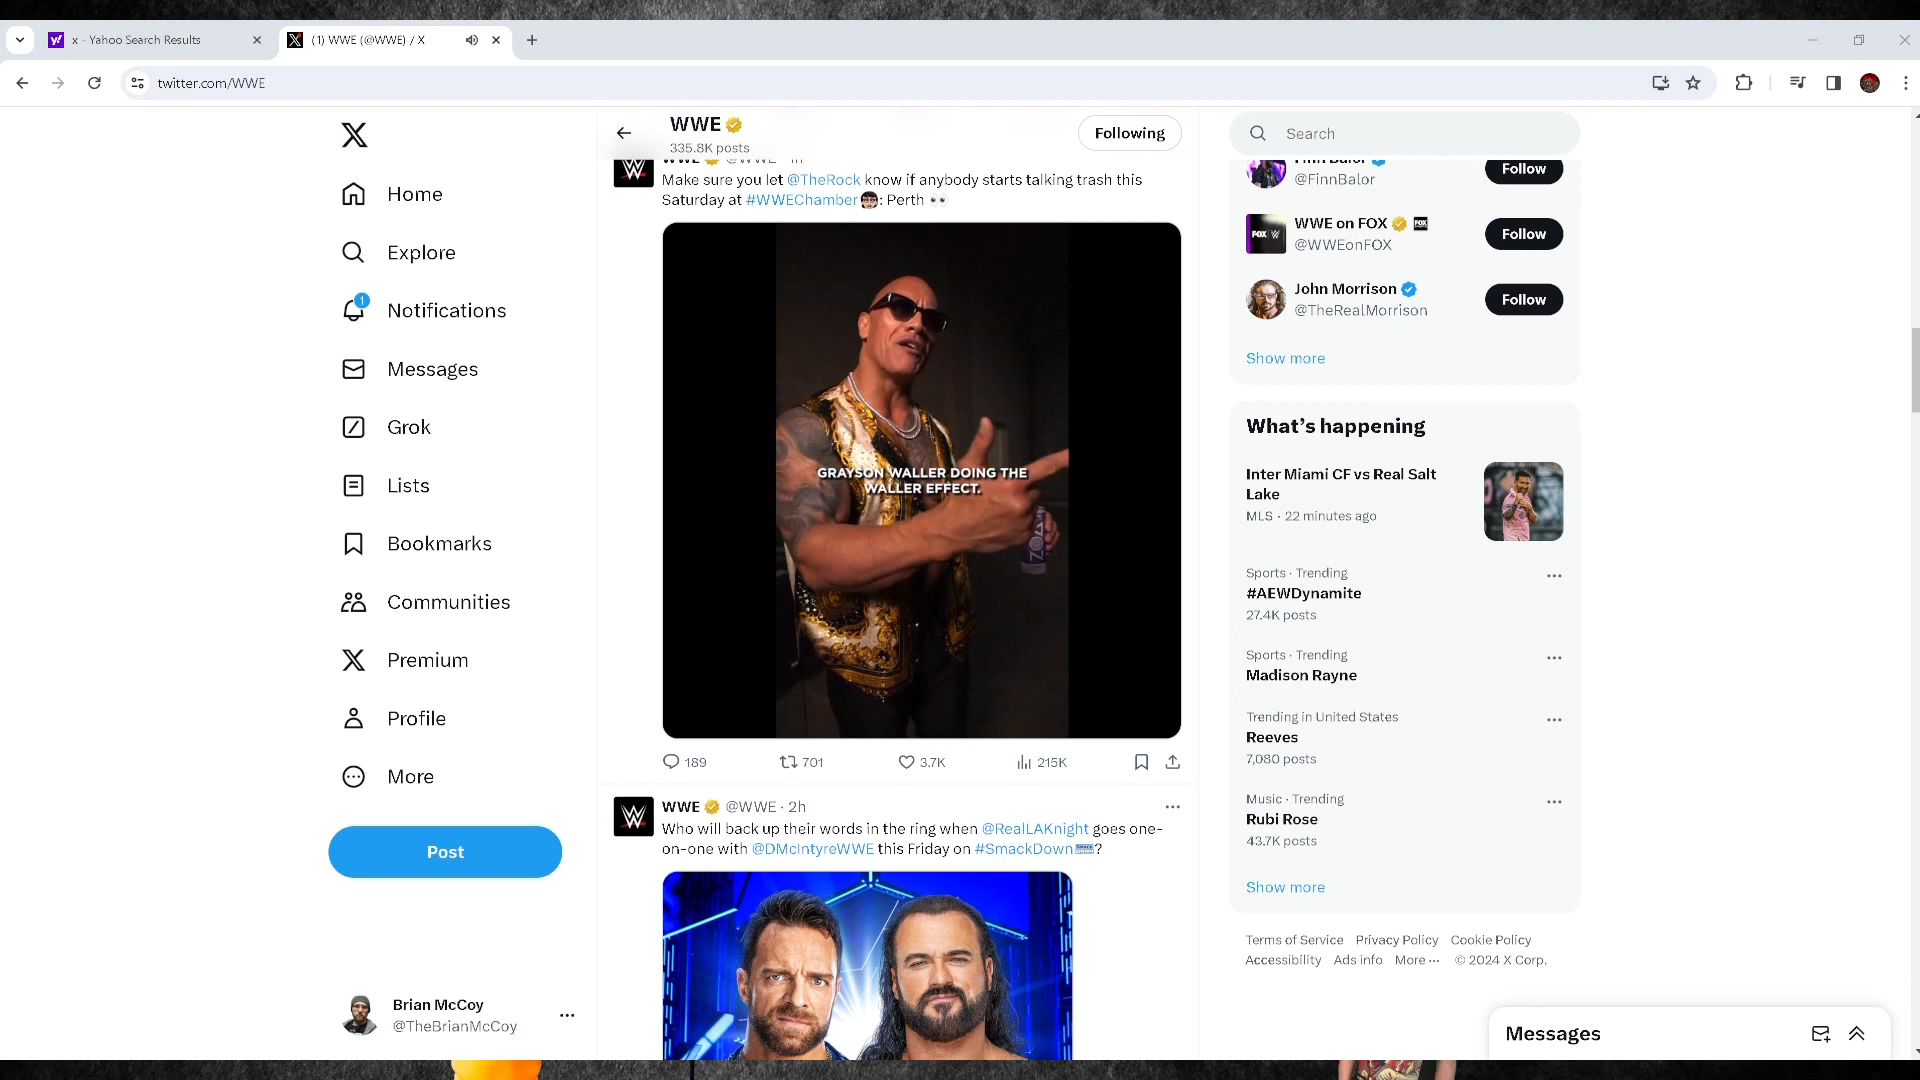 x - Yahoo Search Results
(1) WWE (@WWE) / X
twitter.com/WWE
Home
Explore
1
Notifications
Messages
Grok
Lists
Bookmarks
Communities
Premium
Profile
More
Post
Brian McCoy
@TheBrianMcCoy
WWE
335.8K posts
Following
WWE @WWE · 1h
Make sure you let @TheRock know if anybody starts talking trash this
Saturday at #WWEChamber: Perth 👀
GRAYSON WALLER DOING THE
WALLER EFFECT.
ZOA
189 701 3.7K 215K
WWE @WWE · 2h
Who will back up their words in the ring when @RealLAKnight goes one-
on-one with @DMcIntyreWWE this Friday on #SmackDown?
Search
Finn Bálor
@FinnBalor
Follow
FOX W
WWE on FOX FOX
@WWEonFOX
Follow
John Morrison
@TheRealMorrison
Follow
Show more
What's happening
Inter Miami CF vs Real Salt
Lake
MLS · 22 minutes ago
Sports · Trending
#AEWDynamite
27.4K posts
Sports · Trending
Madison Rayne
Trending in United States
Reeves
7,080 posts
Music · Trending
Rubi Rose
43.7K posts
Show more
Terms of Service Privacy Policy Cookie Policy
Accessibility Ads info More ··· © 2024 X Corp.
Messages